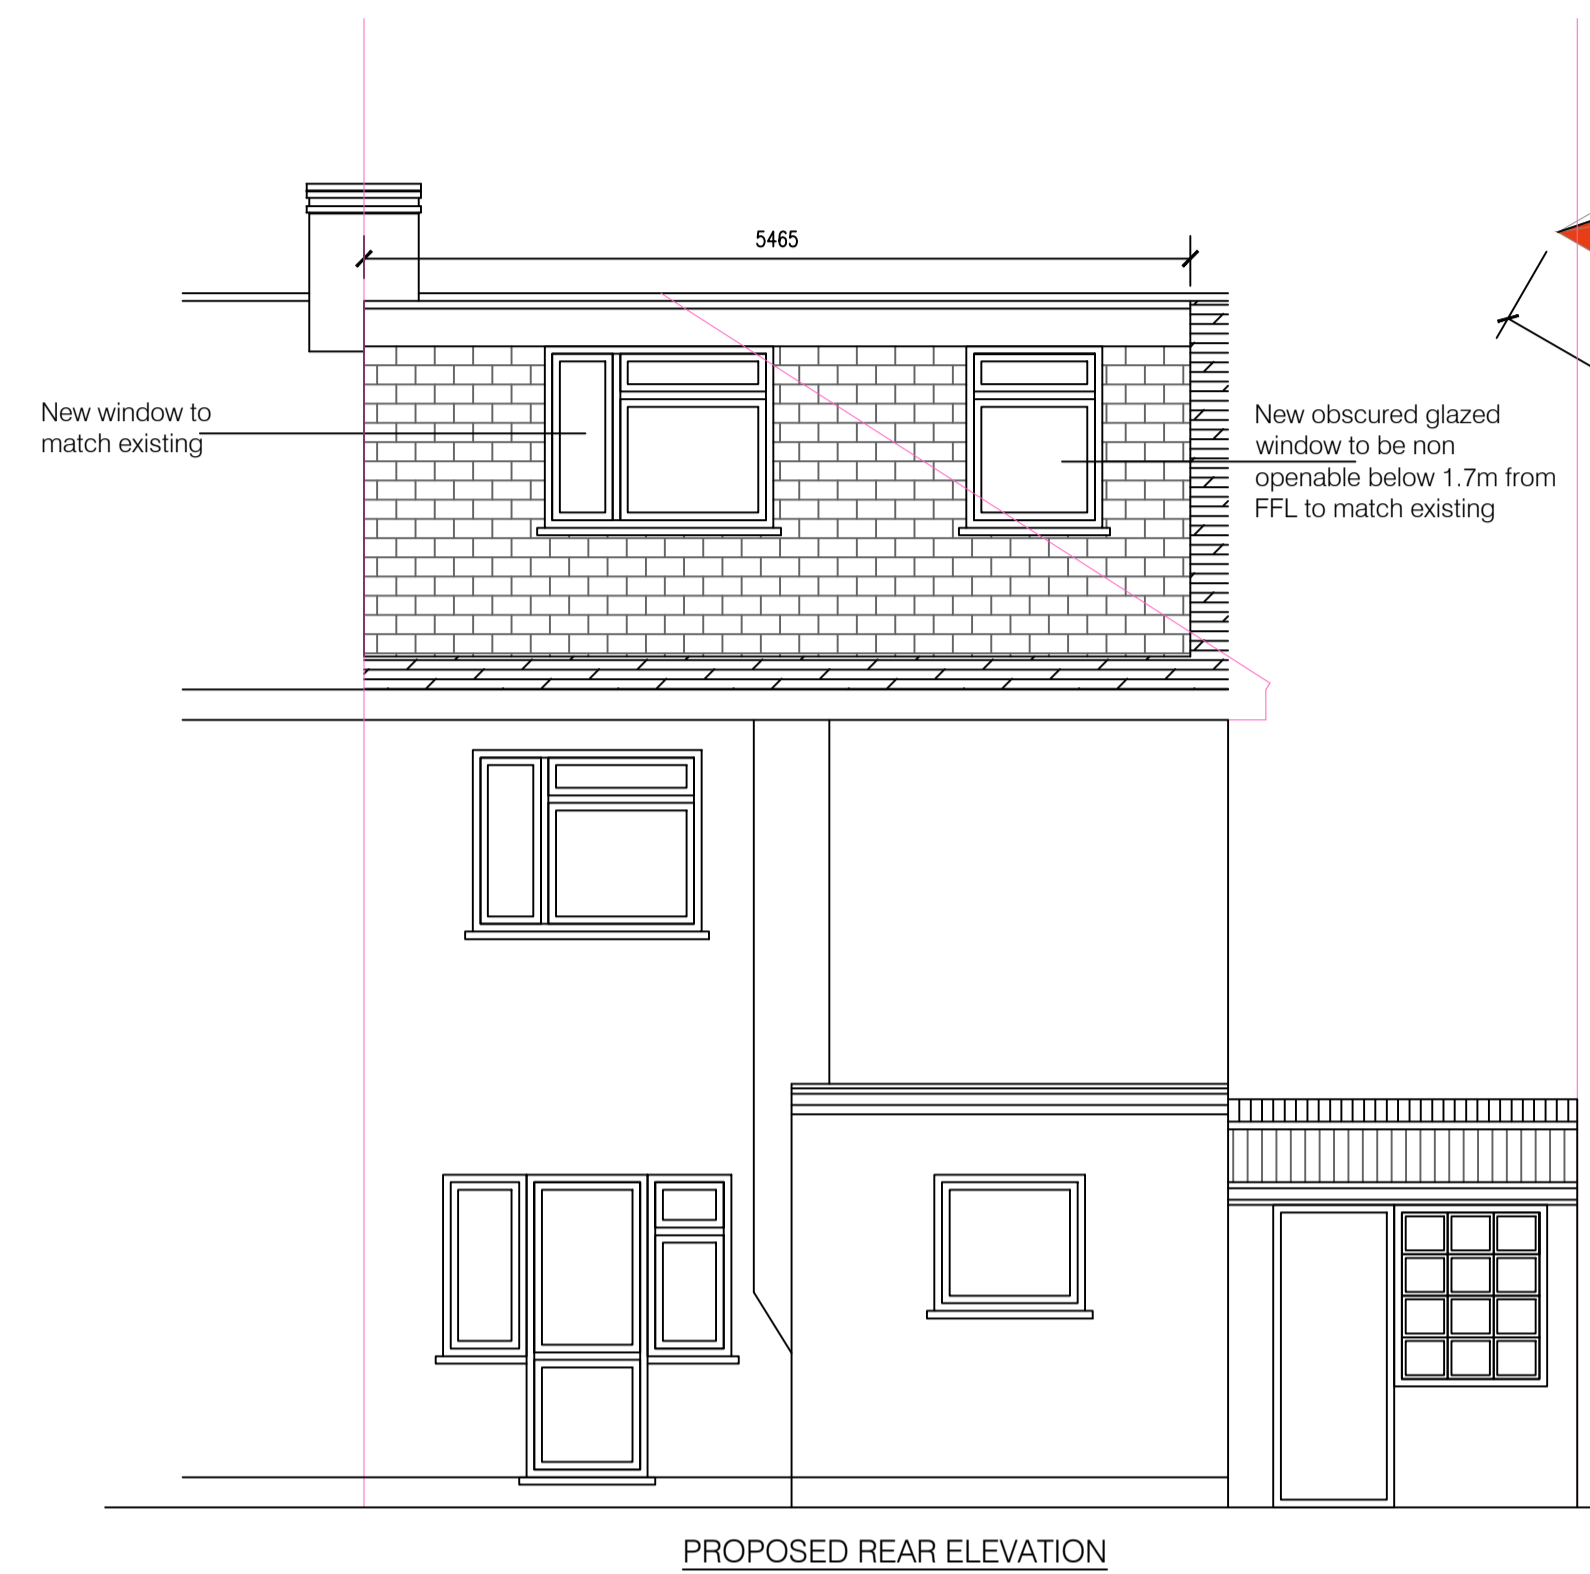 5465
New window to
match existing
New obscured glazed
window to be non
openable below 1.7m from
FFL to match existing
PROPOSED REAR ELEVATION